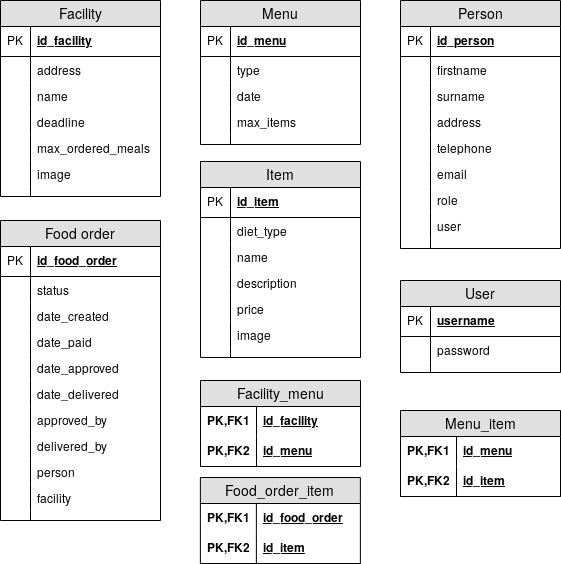 Facility
PK id_facility
address
name
deadline
max_ordered_meals
image
Food order
PK id_food_order
status
date_created
date_paid
date_approved
date_delivered
approved_by
delivered_by
person
facility
Menu
PK id_menu
type
date
max_items
Item
PK id_item
diet_type
name
description
price
image
Facility_menu
PK,FK1 id_facility
PK,FK2 id_menu
Food_order_item
PK,FK1 id_food_order
PK,FK2 id_item
Person
PK id_person
firstname
surname
address
telephone
email
role
user
User
PK username
password
Menu_item
PK,FK1 id_menu
PK,FK2 id_item